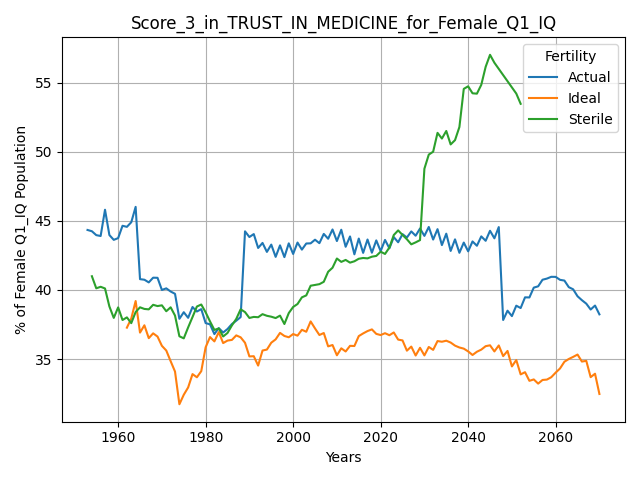 Score_3_in_TRUST_IN_MEDICINE_for_Female_Q1_IQ
% of Female Q1_IQ Population
55
50
45
40
35
Fertility
Actual
Ideal
Sterile
1960 1980 2000 2020 2040 2060
Years